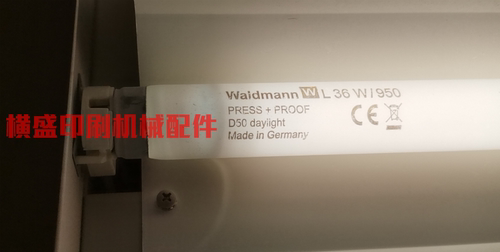 Waldmann W L 36 W/950
PRESS + PROOF
D50 daylight
Made in Germany
CE
横盛印刷机械配件